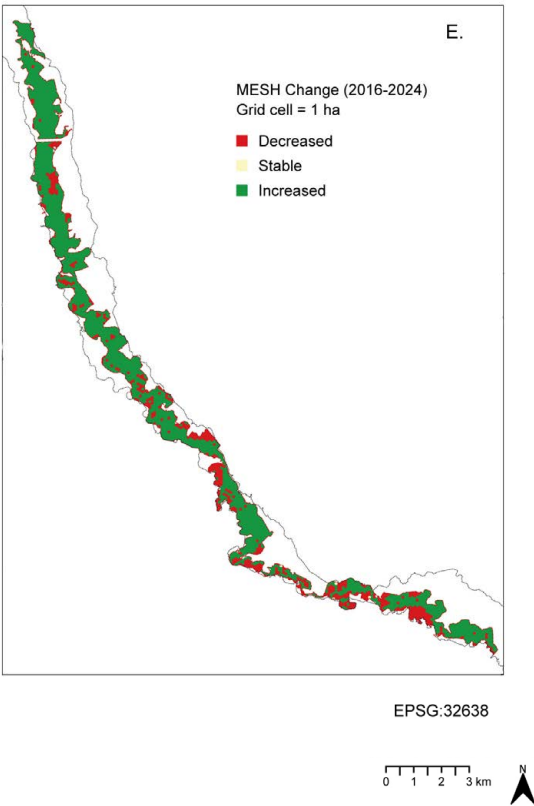 E.
MESH Change (2016-2024)
Grid cell = 1 ha
Decreased
Stable
Increased
EPSG:32638
0 1 2 3 km
N